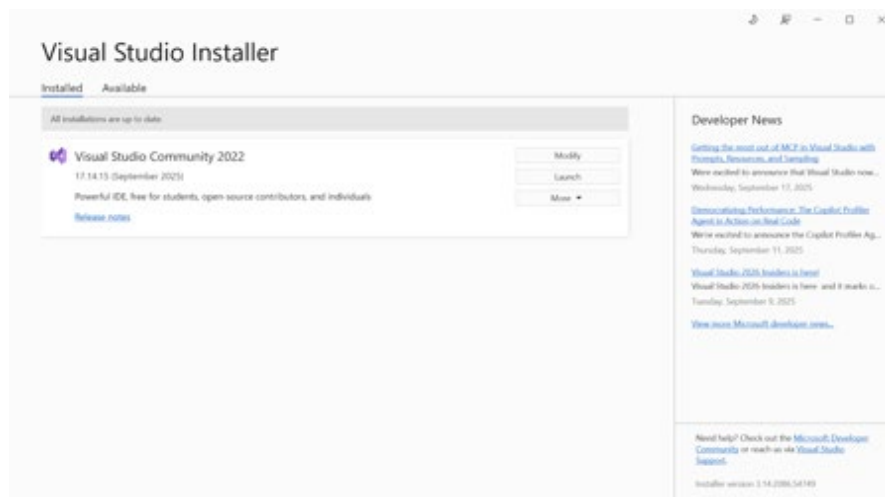 Visual Studio Installer
Installed Available
All installations are up to date.
Visual Studio Community 2022
17.14.15 (September 2025)
Powerful IDE, free for students, open-source contributors, and individuals
Release notes
Modify
Launch
More
Developer News
Getting the most out of MCP in Visual Studio with
Prompts, Resources, and Sampling
We're excited to announce that Visual Studio now...
Wednesday, September 17, 2025
Democratizing Performance: The Copilot Profiler
Agent in Action on Real Code
We're excited to announce the Copilot Profiler Ag...
Thursday, September 11, 2025
Visual Studio 2026 Insiders is here!
Visual Studio 2026 Insiders is here and it marks o...
Tuesday, September 9, 2025
View more Microsoft developer news...
Need help? Check out the Microsoft Developer
Community or reach us via Visual Studio
Support.
Installer version 3.14.2086.54749